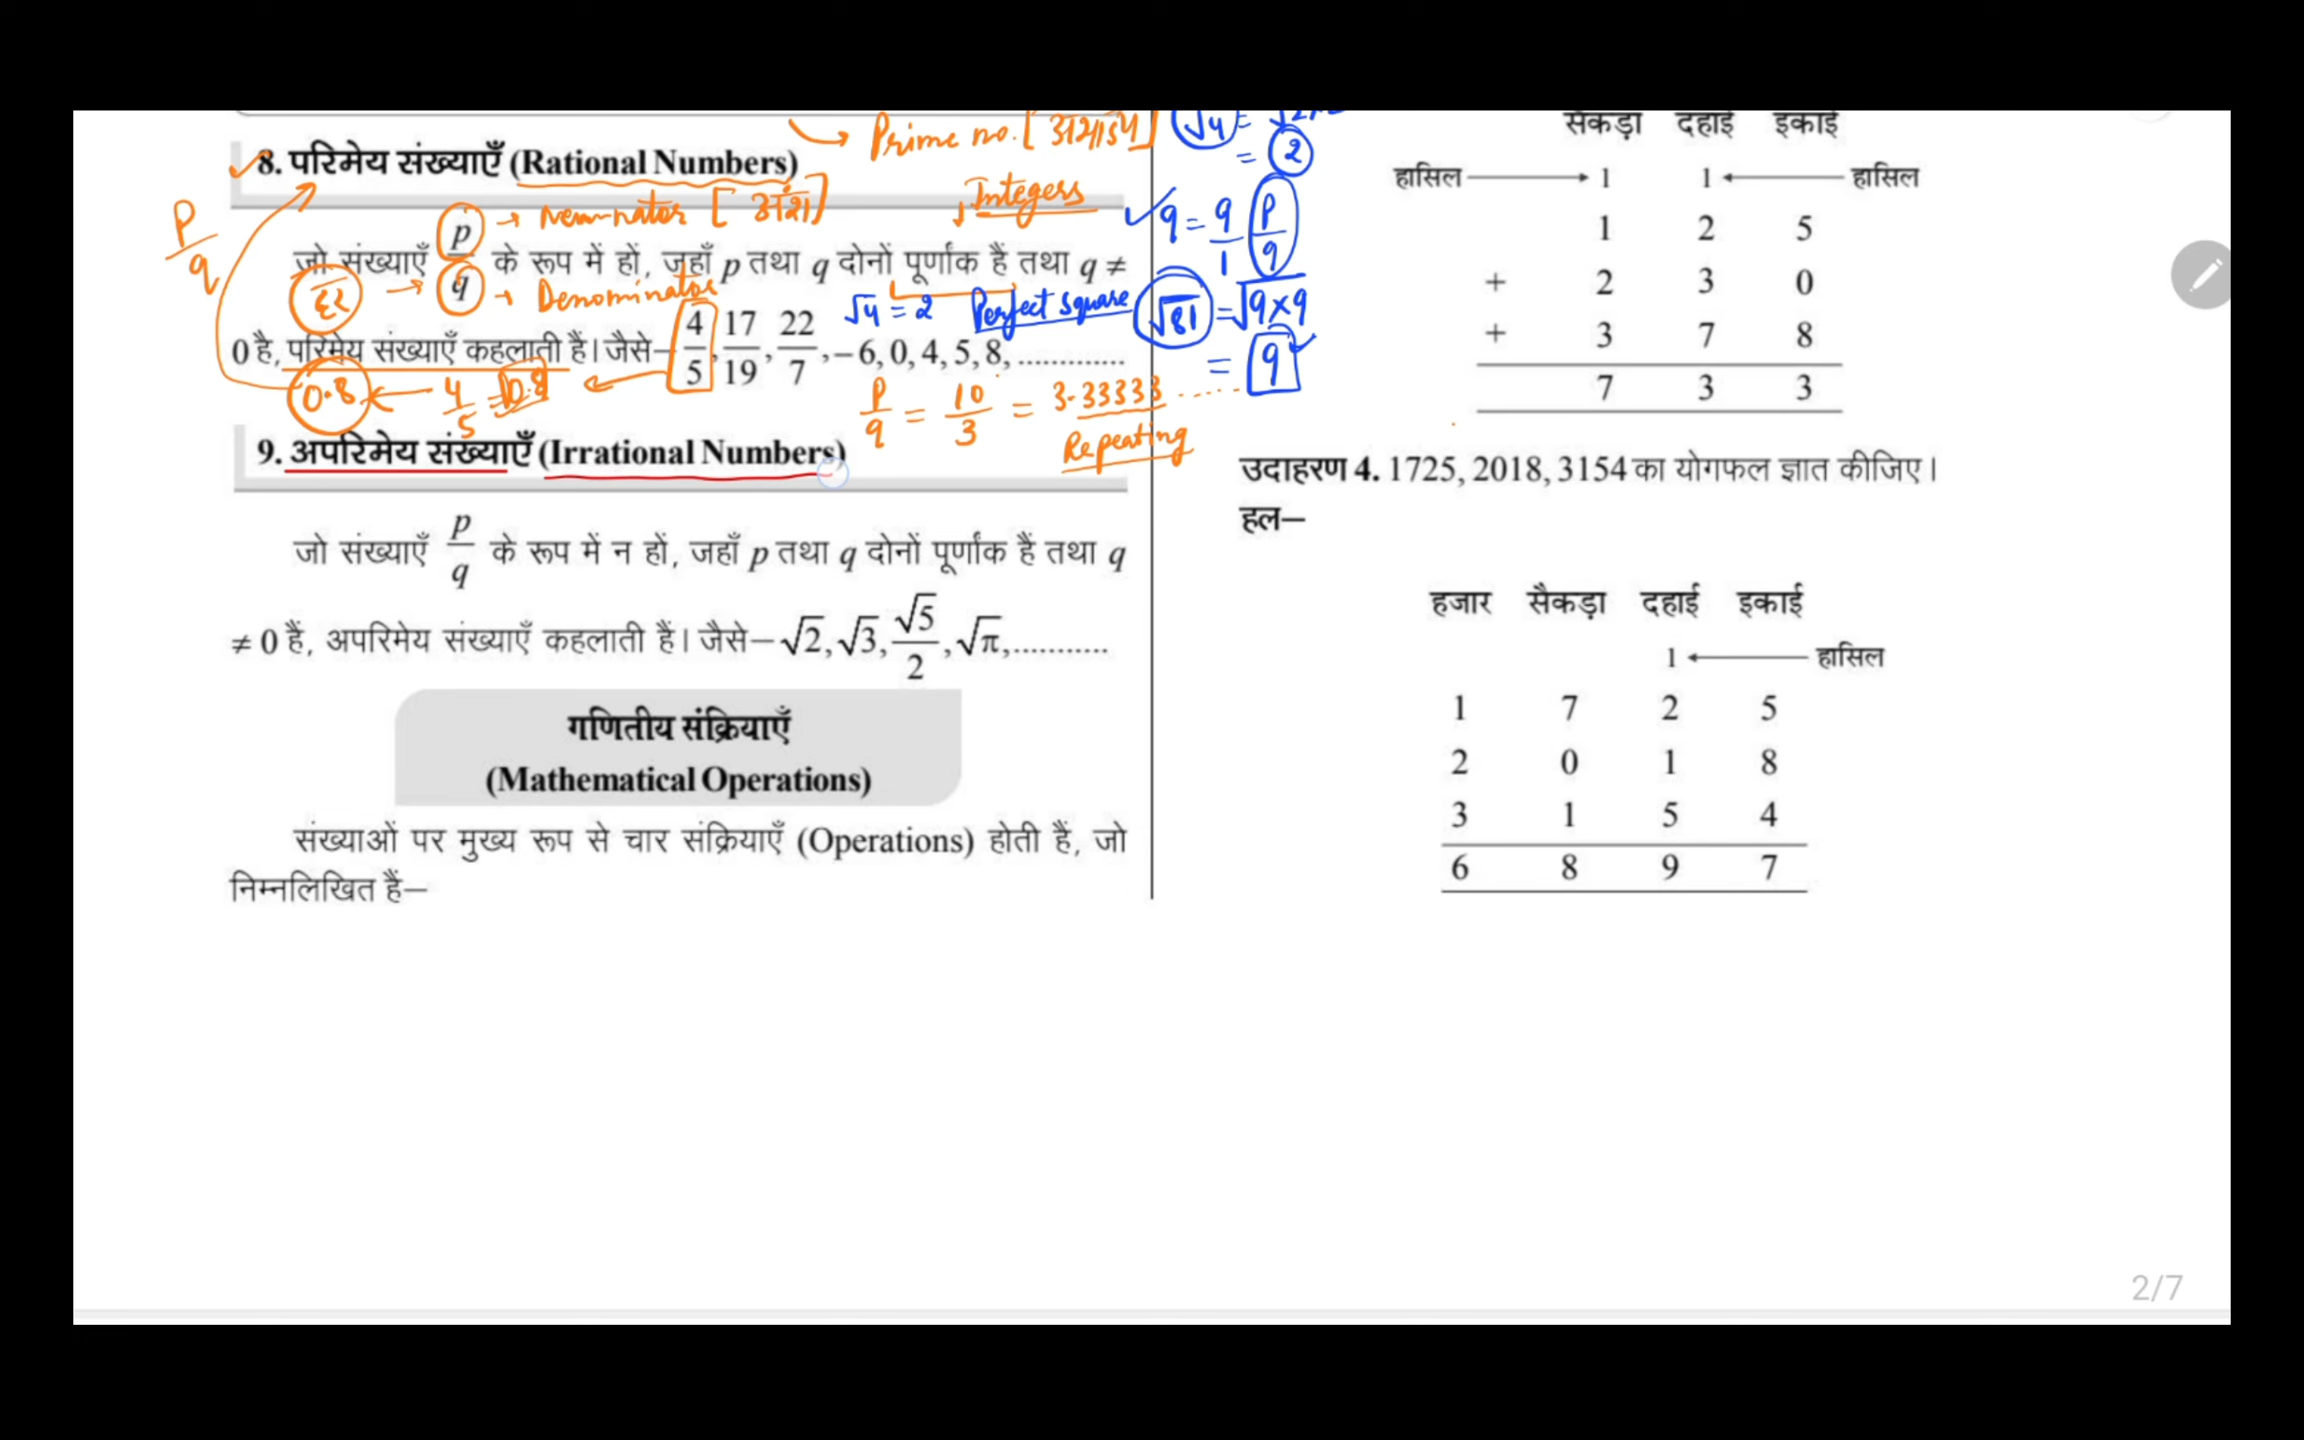 Prime no. [अभाज्य]
8. परिमेय संख्याएँ (Rational Numbers)
p → [अंश]
Integers
p/q
जो संख्याएँ p/q के रूप में हों, जहाँ p तथा q दोनों पूर्णांक हैं तथा q ≠
हर → q → Denominator
√4 = 2 Perfect Square
0 है, परिमेय संख्याएँ कहलाती हैं। जैसे– 4/5, 17/19, 22/7, – 6, 0, 4, 5, 8, .............
0.8 ← 4/5 = 0.8
p/q = 10/3 = 3.33333 ......
Repeating
√4 =
= 2
9 = 9/1 p/q
√81 = √9×9
= 9
9. अपरिमेय संख्याएँ (Irrational Numbers)
जो संख्याएँ p/q के रूप में न हों, जहाँ p तथा q दोनों पूर्णांक हैं तथा q
≠ 0 हैं, अपरिमेय संख्याएँ कहलाती हैं। जैसे– √2, √3, √5/2, √π,...........
गणितीय संक्रियाएँ
(Mathematical Operations)
संख्याओं पर मुख्य रूप से चार संक्रियाएँ (Operations) होती हैं, जो
निम्नलिखित हैं–
सैकड़ा दहाई इकाई
हासिल → 1 1 ← हासिल
1 2 5
+ 2 3 0
+ 3 7 8
7 3 3
उदाहरण 4. 1725, 2018, 3154 का योगफल ज्ञात कीजिए।
हल–
हजार सैकड़ा दहाई इकाई
1 ← हासिल
1 7 2 5
2 0 1 8
3 1 5 4
6 8 9 7
2/7